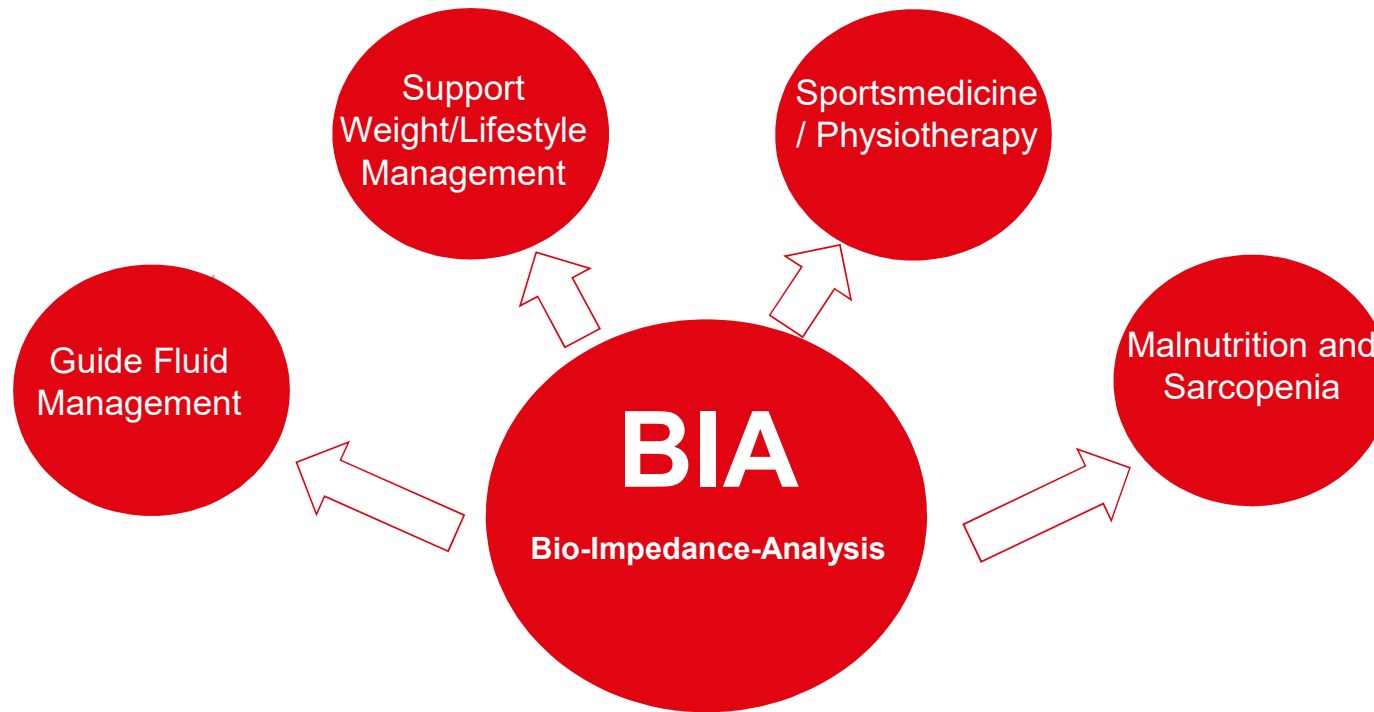 Support
Weight/Lifestyle
Management
Sportsmedicine
/ Physiotherapy
Guide Fluid
Management
Malnutrition and
Sarcopenia
BIA
Bio-Impedance-Analysis